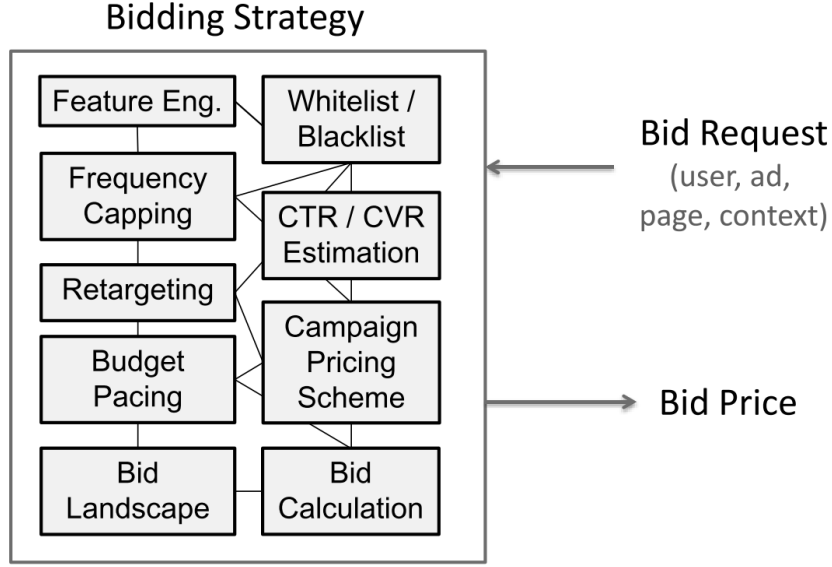 Bidding Strategy
Feature Eng.
Whitelist /
Blacklist
Frequency
Capping
CTR / CVR
Estimation
Retargeting
Campaign
Pricing
Scheme
Budget
Pacing
Bid
Landscape
Bid
Calculation
Bid Request
(user, ad,
page, context)
Bid Price